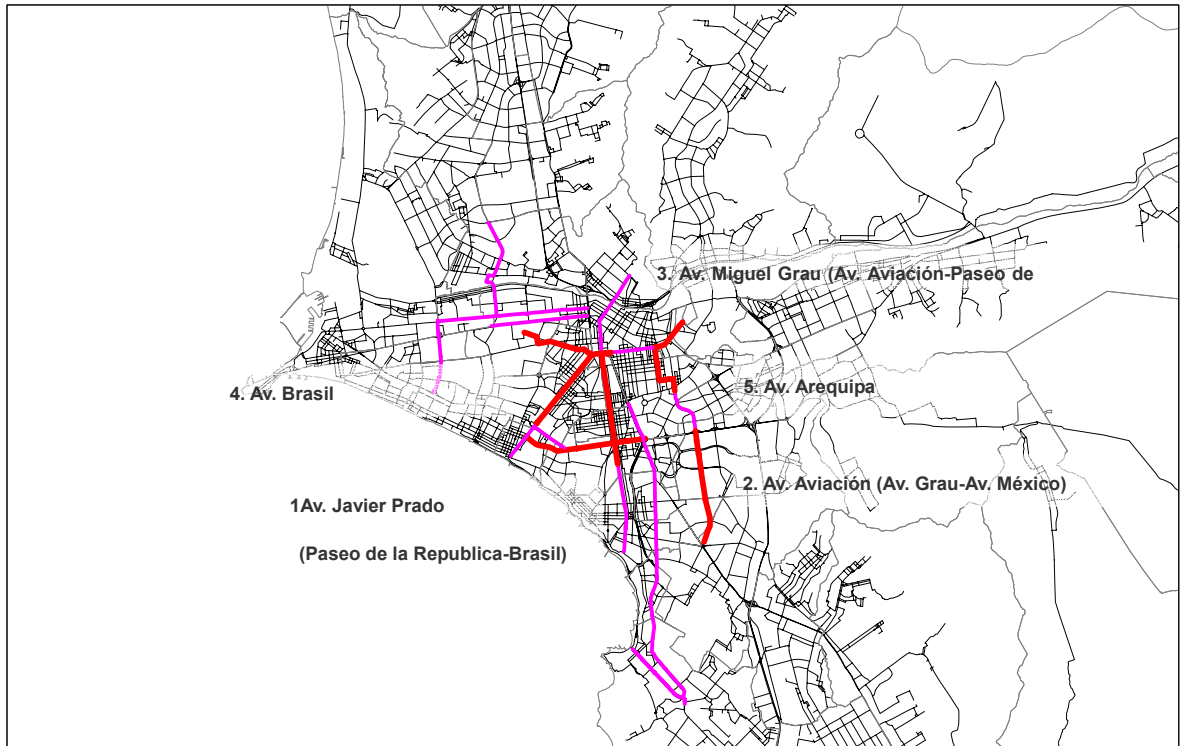 3. Av. Miguel Grau (Av. Aviación-Paseo de
4. Av. Brasil
5. Av. Arequipa
2. Av. Aviación (Av. Grau-Av. México)
1Av. Javier Prado
(Paseo de la Republica-Brasil)